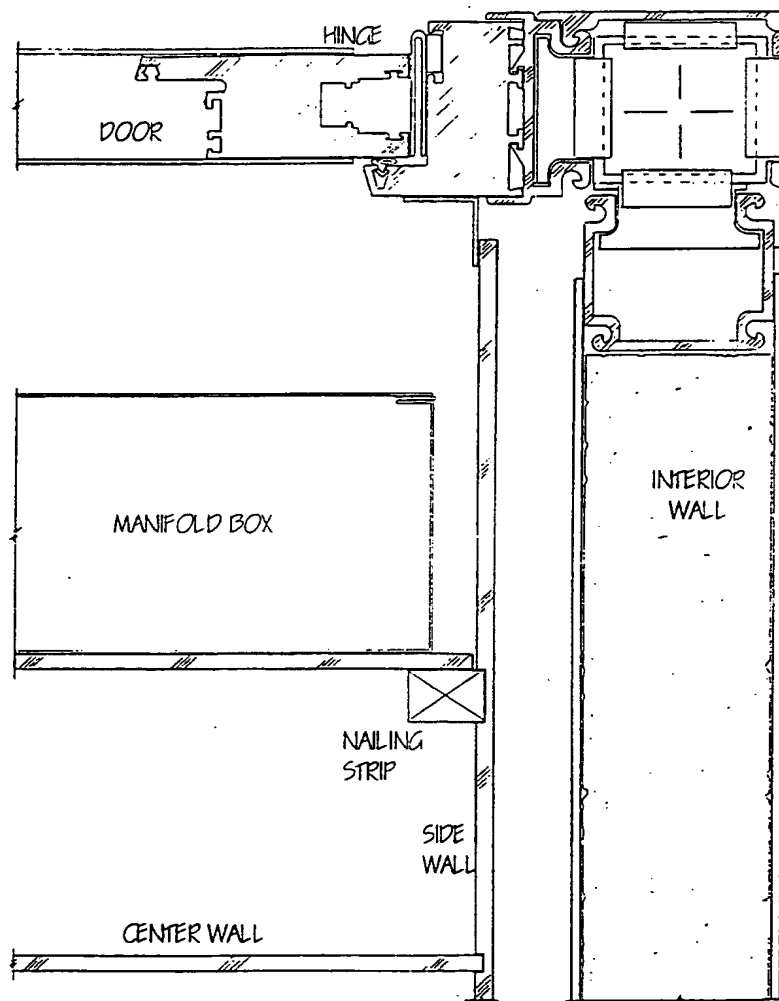 HINGE
DOOR
INTERIOR
WALL
MANIFOLD BOX
NAILING
STRIP
SIDE
WALL
CENTER WALL